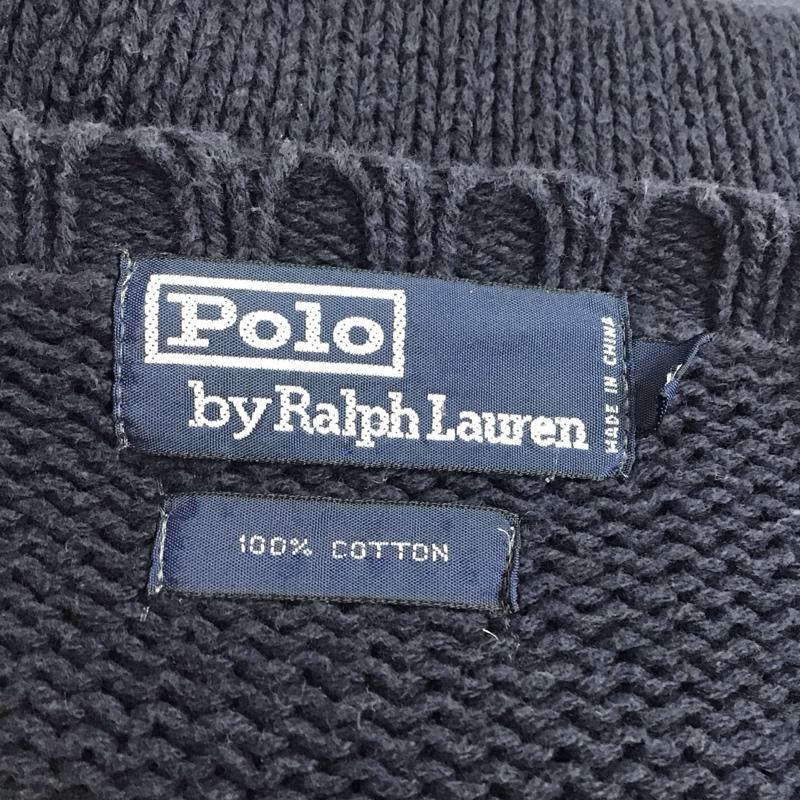 Polo
by Ralph Lauren
MADE IN CHINA
100% COTTON